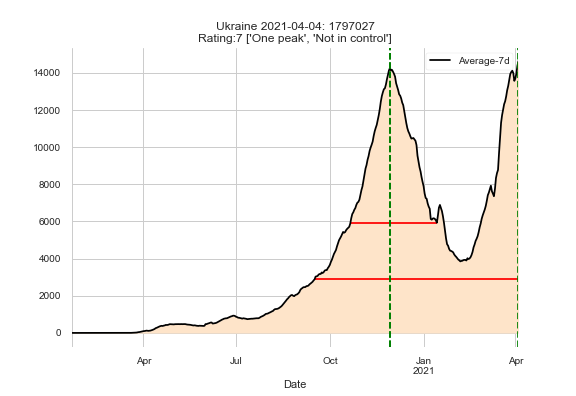 Ukraine 2021-04-04: 1797027
Rating:7 ['One peak', 'Not in control']
Average-7d
14000
12000
10000
8000
6000
4000
2000
0
Apr
Jul
Oct
Jan
2021
Apr
Date